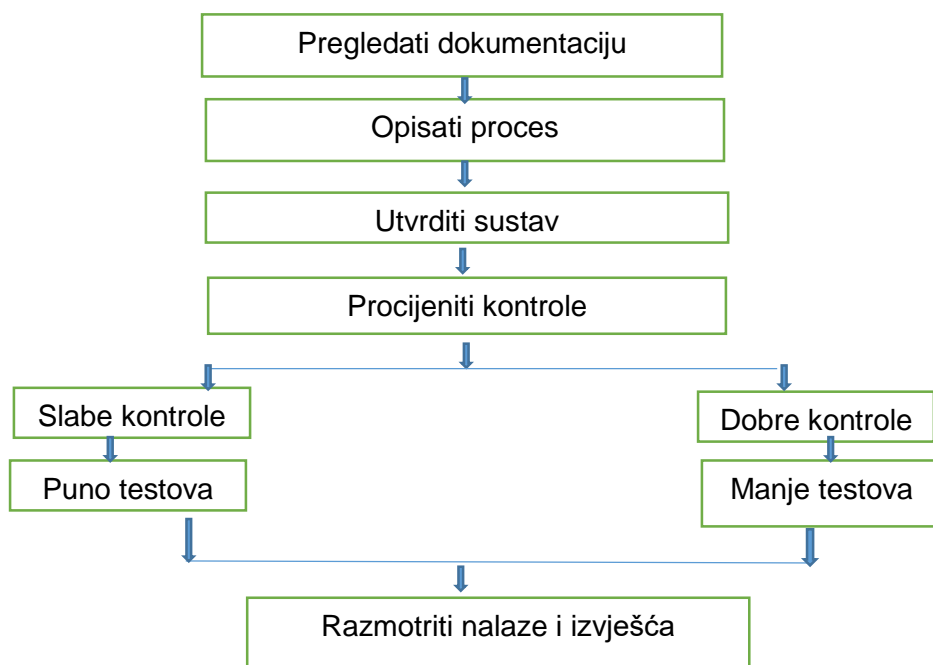 Pregledati dokumentaciju
Opisati proces
Utvrditi sustav
Procijeniti kontrole
Slabe kontrole
Dobre kontrole
Puno testova
Manje testova
Razmotriti nalaze i izvješća